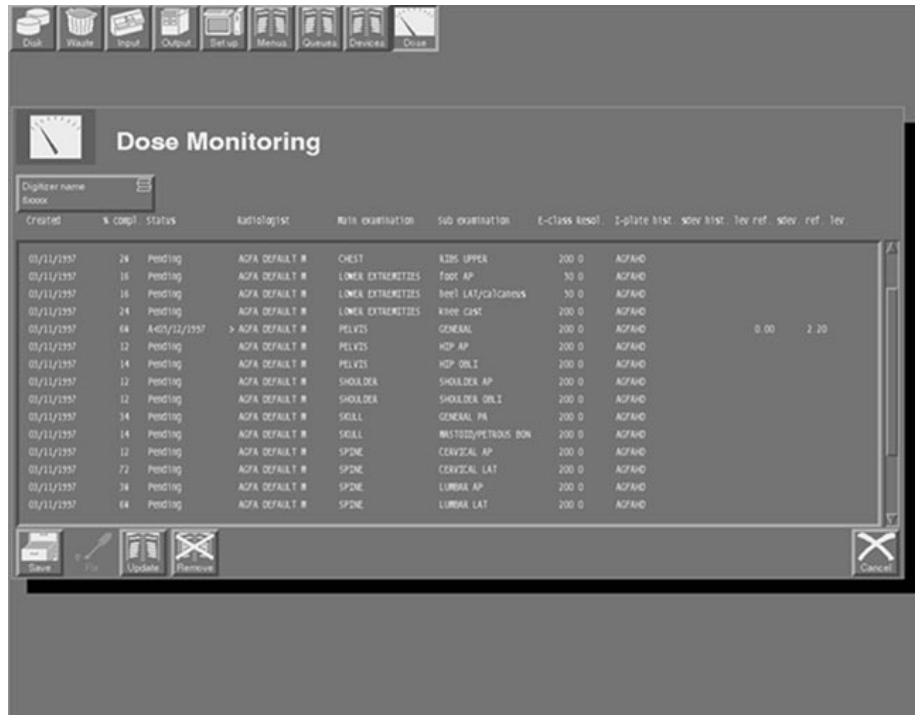 Disk Waste Input Output Set up Menus Queues Devices Dose
Dose Monitoring
Digitizer name
Created % compl. Status Radiologist Main examination Sub examination E-class Resol. I-plate hist. sdev hist. lev ref. sdev. ref. lev.
03/11/1997 Pending AGFA DEFAULT M CHEST RIBS UPPER 200 0 AGFAHD
03/11/1997 16 Pending AGFA DEFAULT M LOWER EXTREMITIES foot AP 50 0 AGFAHD
03/11/1997 16 Pending AGFA DEFAULT M LOWER EXTREMITIES heel LAT/calcaneus 50 0 AGFAHD
03/11/1997 24 Pending AGFA DEFAULT M LOWER EXTREMITIES knee cast 200 0 AGFAHD
03/11/1997 A<03/12/1997 > AGFA DEFAULT M PELVIS GENERAL 200 0 AGFAHD 0.00 2.20
03/11/1997 12 Pending AGFA DEFAULT M PELVIS HIP AP 200 0 AGFAHD
03/11/1997 14 Pending AGFA DEFAULT M PELVIS HIP OBLI 200 0 AGFAHD
03/11/1997 12 Pending AGFA DEFAULT M SHOULDER SHOULDER AP 200 0 AGFAHD
03/11/1997 12 Pending AGFA DEFAULT M SHOULDER SHOULDER OBLI 200 0 AGFAHD
03/11/1997 34 Pending AGFA DEFAULT M SKULL GENERAL PA 200 0 AGFAHD
03/11/1997 14 Pending AGFA DEFAULT M SKULL MASTOID/PETROUS BON 200 0 AGFAHD
03/11/1997 12 Pending AGFA DEFAULT M SPINE CERVICAL AP 200 0 AGFAHD
03/11/1997 72 Pending AGFA DEFAULT M SPINE CERVICAL LAT 200 0 AGFAHD
03/11/1997 Pending AGFA DEFAULT M SPINE LUMBAR AP 200 0 AGFAHD
03/11/1997 Pending AGFA DEFAULT M SPINE LUMBAR LAT 200 0 AGFAHD
Save Fix Update Remove Cancel